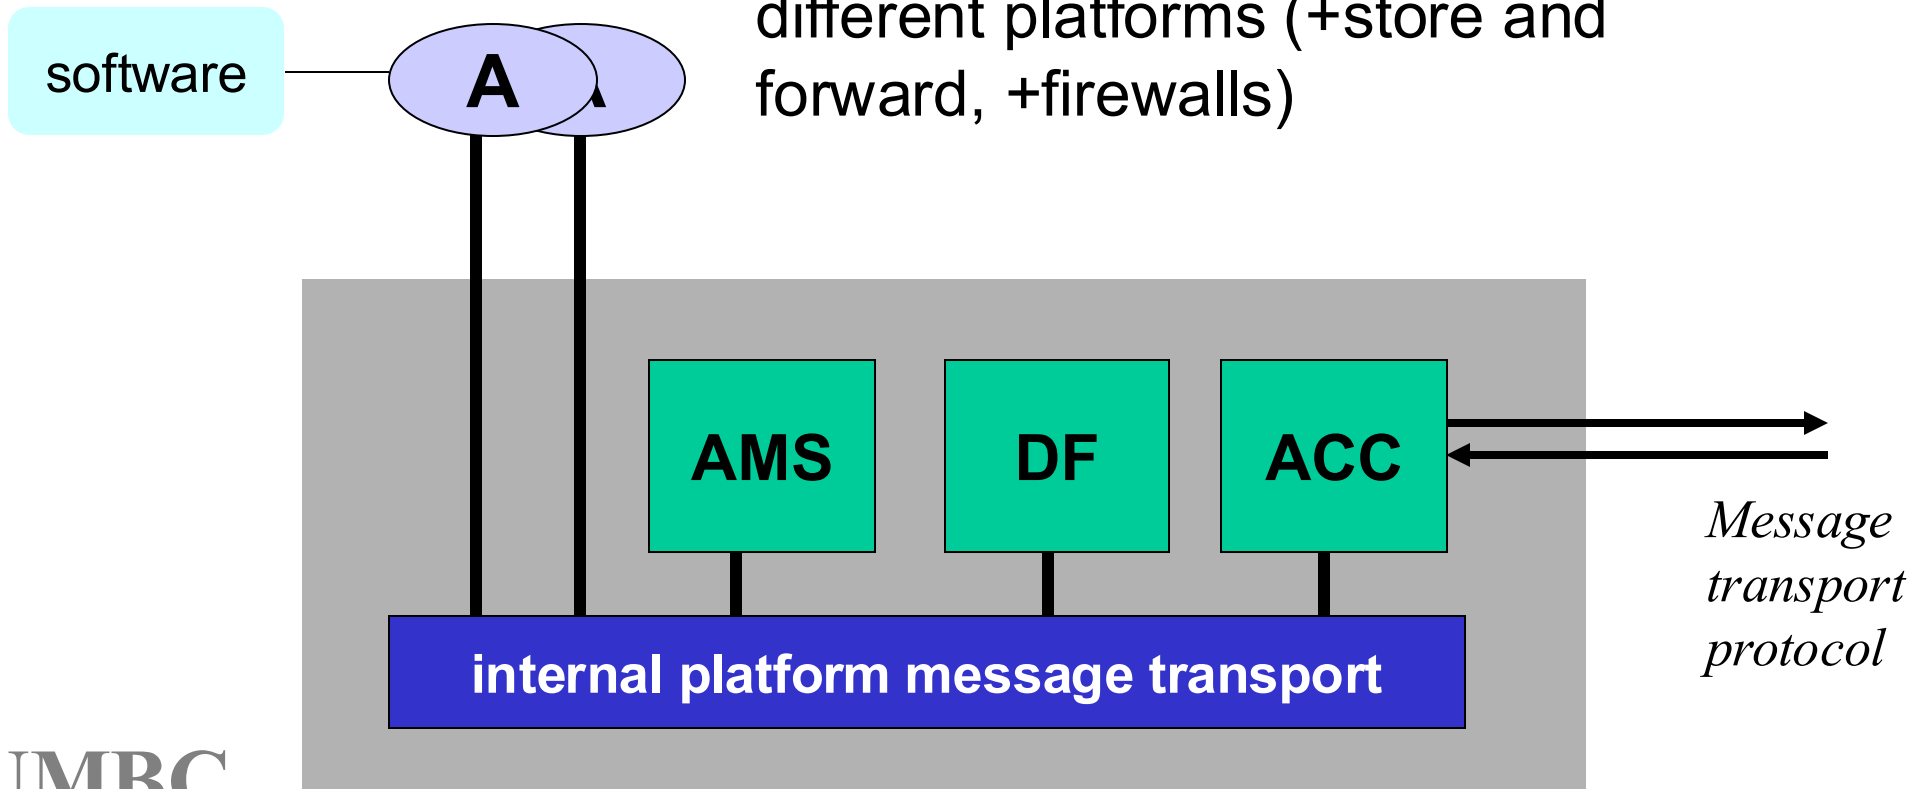 different platforms (+store and
forward, +firewalls)
software
A
AMS
DF
ACC
Message
transport
protocol
internal platform message transport